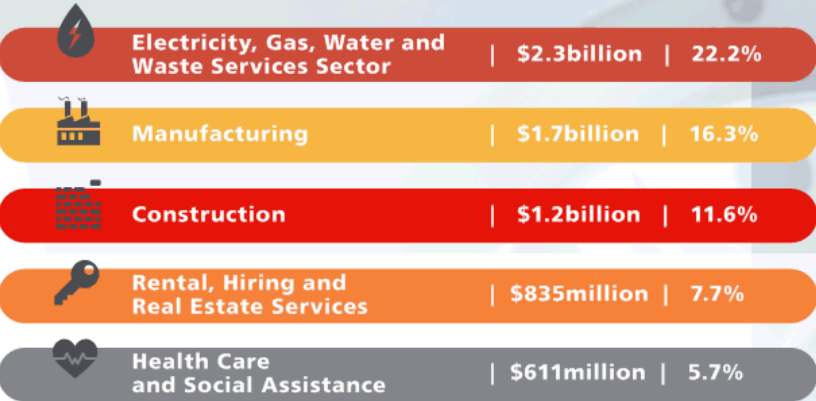 Electricity, Gas, Water and
Waste Services Sector | $2.3billion | 22.2%
Manufacturing | $1.7billion | 16.3%
Construction | $1.2billion | 11.6%
Rental, Hiring and
Real Estate Services | $835million | 7.7%
Health Care
and Social Assistance | $611million | 5.7%